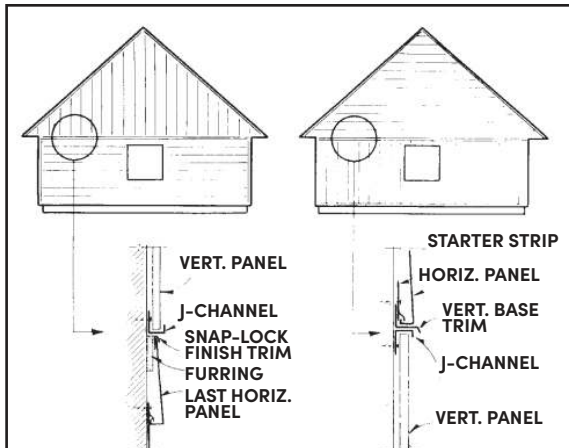 VERT. PANEL
J-CHANNEL
SNAP-LOCK
FINISH TRIM
FURRING
LAST HORIZ.
PANEL
STARTER STRIP
HORIZ. PANEL
VERT. BASE
TRIM
J-CHANNEL
VERT. PANEL